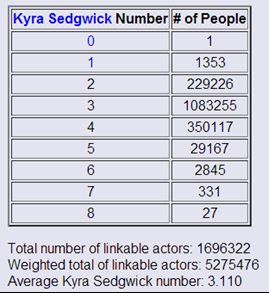 Kyra Sedgwick Number # of People
0 1
1 1353
2 229226
3 1083255
4 350117
5 29167
6 2845
7 331
8 27
Total number of linkable actors: 1696322
Weighted total of linkable actors: 5275476
Average Kyra Sedgwick number: 3.110